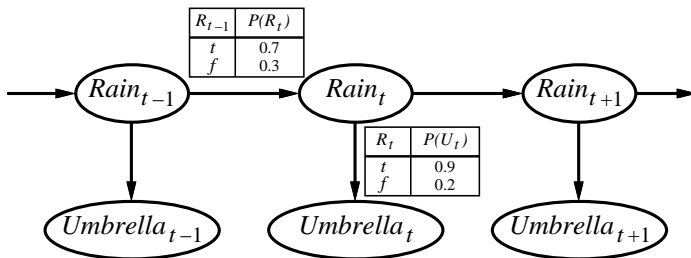 R_{t-1} P(R_t)
t 0.7
f 0.3
Rain_{t-1} Rain_t Rain_{t+1}
R_t P(U_t)
t 0.9
f 0.2
Umbrella_{t-1} Umbrella_t Umbrella_{t+1}